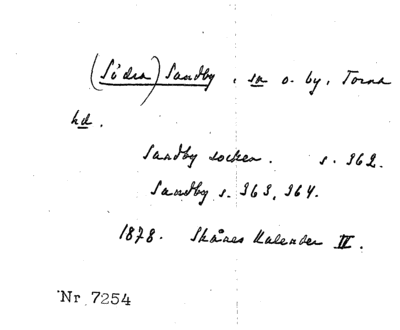 (Södra) Sandby, sn o. by, Torna
hd.
Sandby socken. s. 362.
Sandby s. 363, 364.
1878. Skånes Kalender II.
Nr 7254